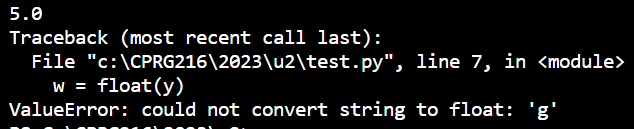 5.0
Traceback (most recent call last):
  File "c:\CPRG216\2023\u2\test.py", line 7, in <module>
    w = float(y)
ValueError: could not convert string to float: 'g'